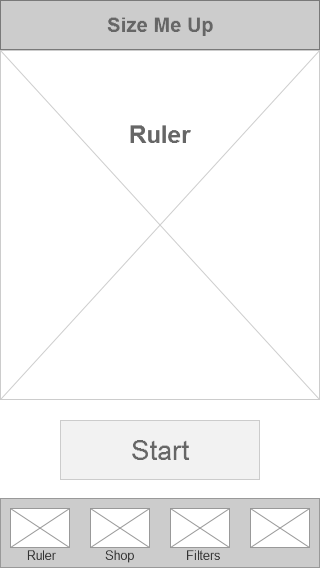 Size Me Up
Ruler
Start
Ruler Shop Filters